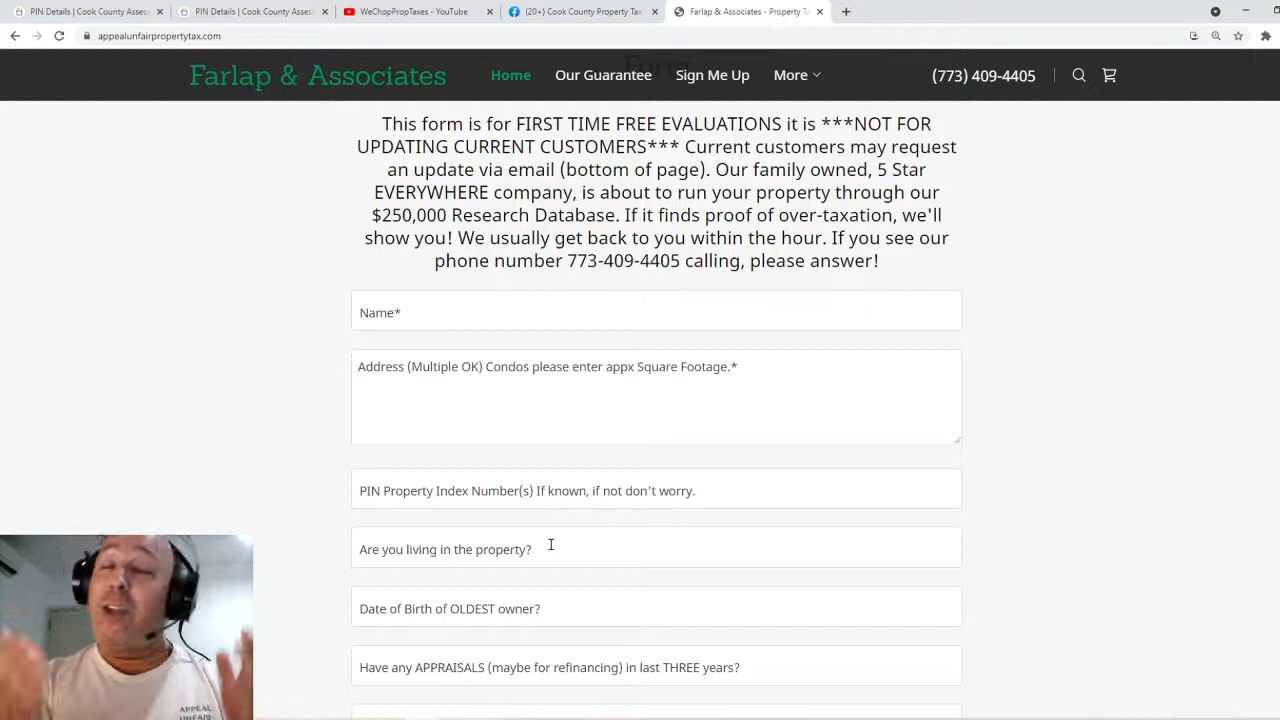 PIN Details | Cook County Assess
PIN Details | Cook County Assess
WeChopPropTaxes - YouTube
(20+) Cook County Property Tax
Farlap & Associates - Property Ta
appealunfairpropertytax.com
Form
Farlap & Associates
Home
Our Guarantee
Sign Me Up
More
(773) 409-4405
This form is for FIRST TIME FREE EVALUATIONS it is ***NOT FOR
UPDATING CURRENT CUSTOMERS*** Current customers may request
an update via email (bottom of page). Our family owned, 5 Star
EVERYWHERE company, is about to run your property through our
$250,000 Research Database. If it finds proof of over-taxation, we'll
show you! We usually get back to you within the hour. If you see our
phone number 773-409-4405 calling, please answer!
Name*
Address (Multiple OK) Condos please enter appx Square Footage.*
PIN Property Index Number(s) If known, if not don't worry.
Are you living in the property?
Date of Birth of OLDEST owner?
Have any APPRAISALS (maybe for refinancing) in last THREE years?
APPEAL
UNFAIR